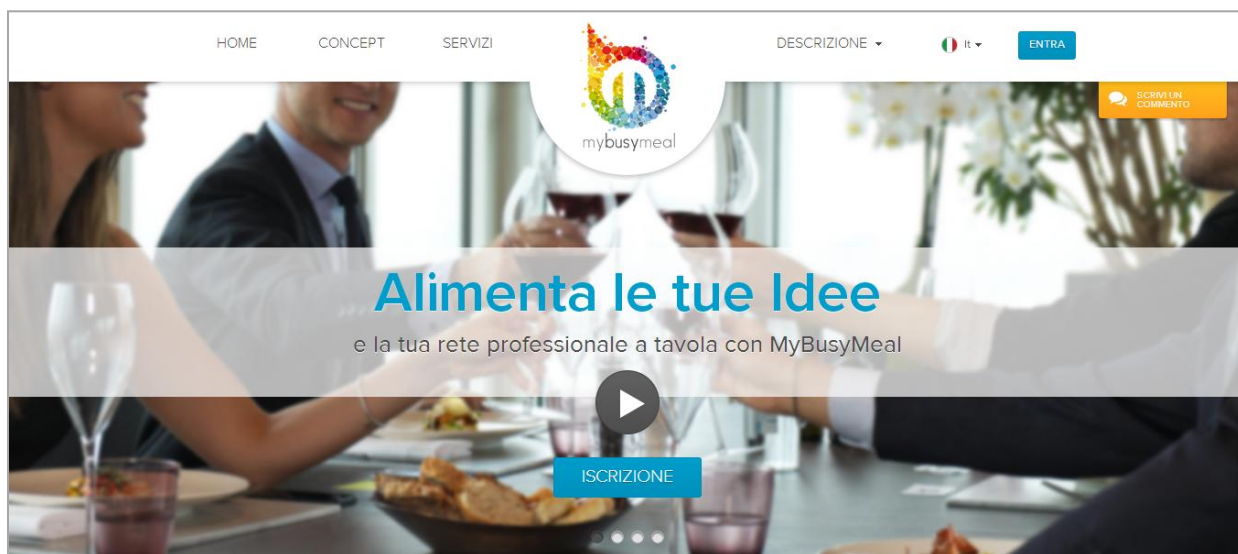 HOME CONCEPT SERVIZI DESCRIZIONE It ENTRA
SCRIVI UN
COMMENTO
mybusymeal
Alimenta le tue Idee
e la tua rete professionale a tavola con MyBusyMeal
ISCRIZIONE